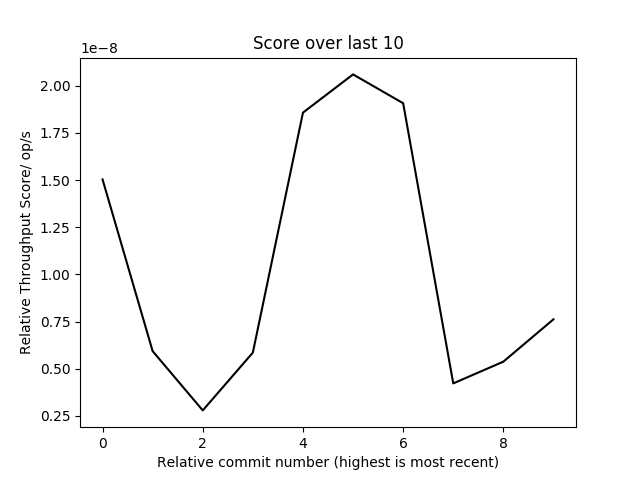 Score over last 10
1e−8
2.00
1.75
1.50
1.25
1.00
0.75
0.50
0.25
Relative Throughput Score/ op/s
0 2 4 6 8
Relative commit number (highest is most recent)